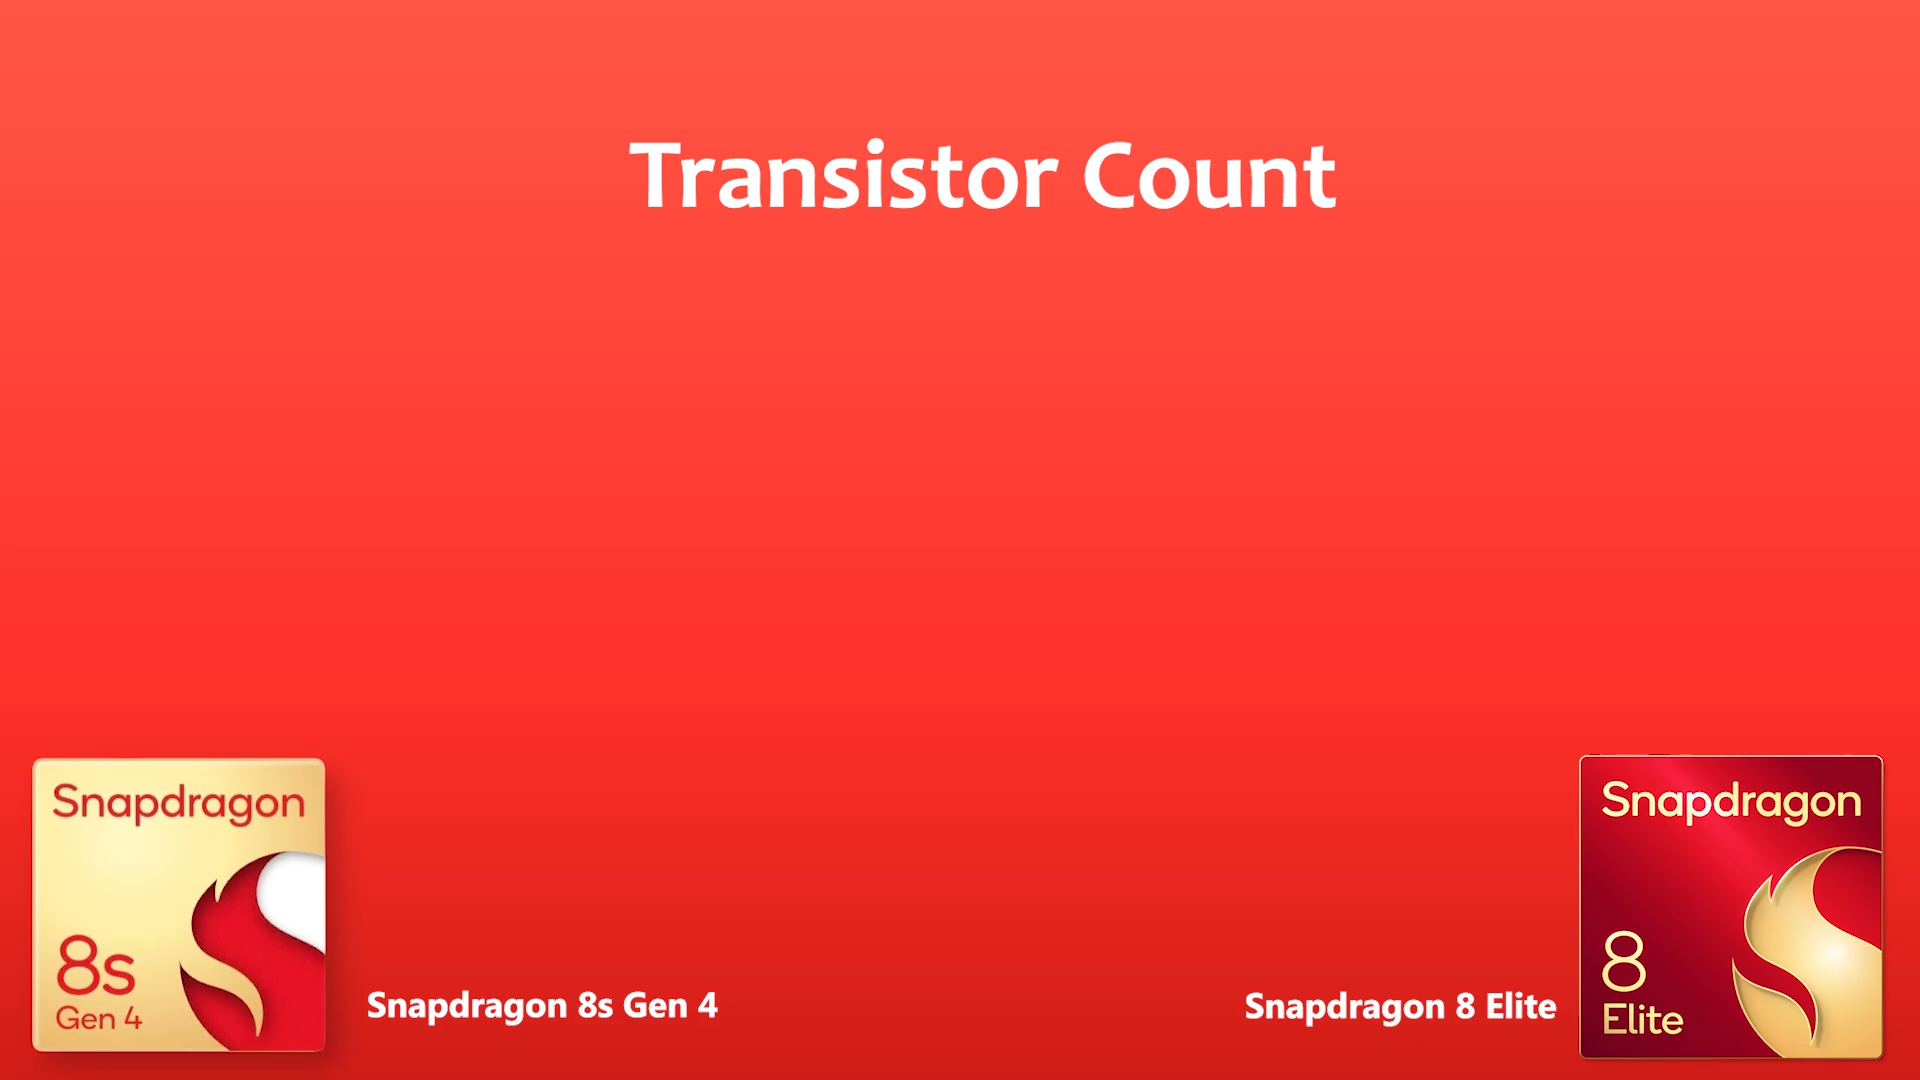 Transistor Count
Snapdragon
8s
Gen 4
Snapdragon 8s Gen 4
Snapdragon 8 Elite
Snapdragon
8
Elite